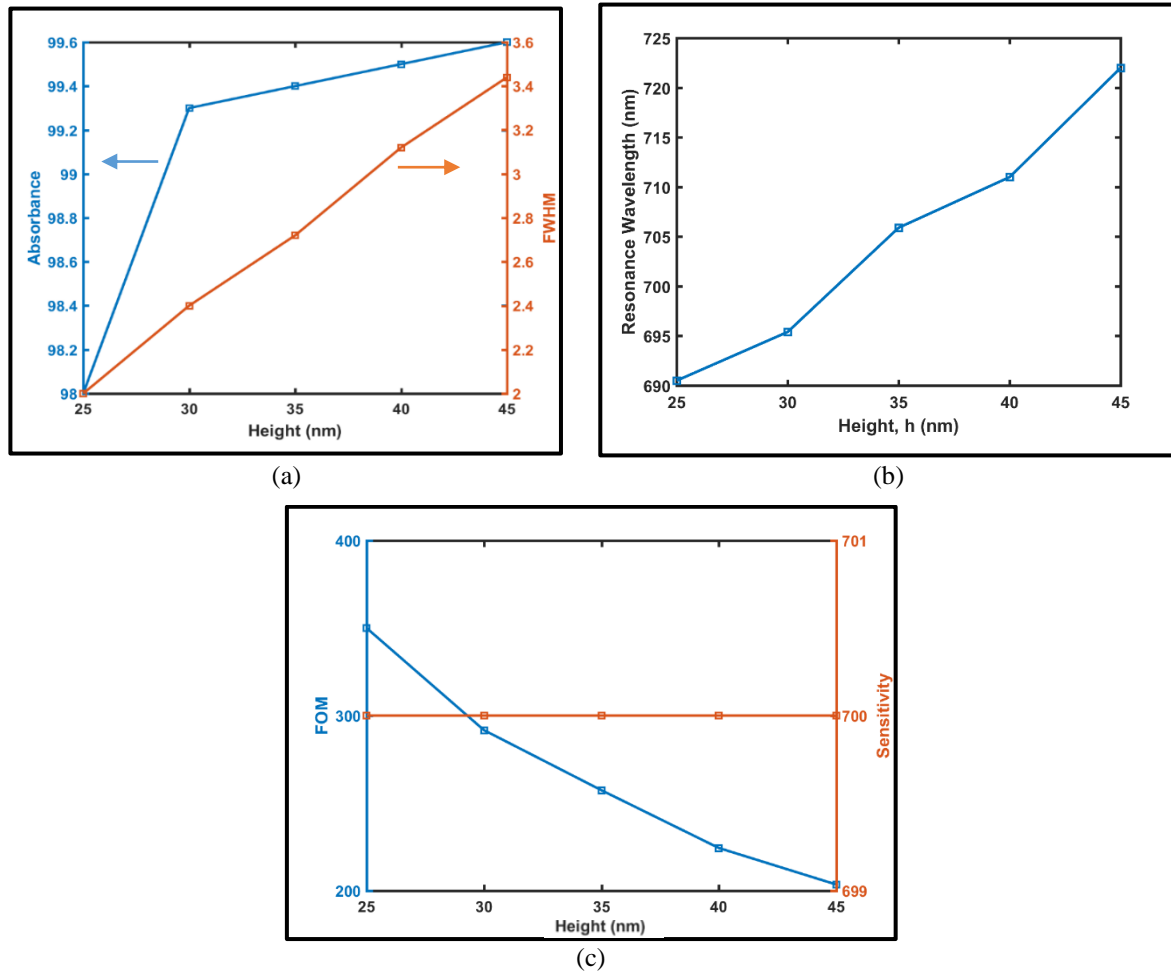 99.6
99.4
99.2
99
98.8
98.6
98.4
98.2
98
Absorbance
3.6
3.4
3.2
3
2.8
2.6
2.4
2.2
2
FWHM
25 30 35 40 45
Height (nm)
(a)
725
720
715
710
705
700
695
690
Resonance Wavelength (nm)
25 30 35 40 45
Height, h (nm)
(b)
400
300
200
FOM
701
700
699
Sensitivity
25 30 35 40 45
Height (nm)
(c)